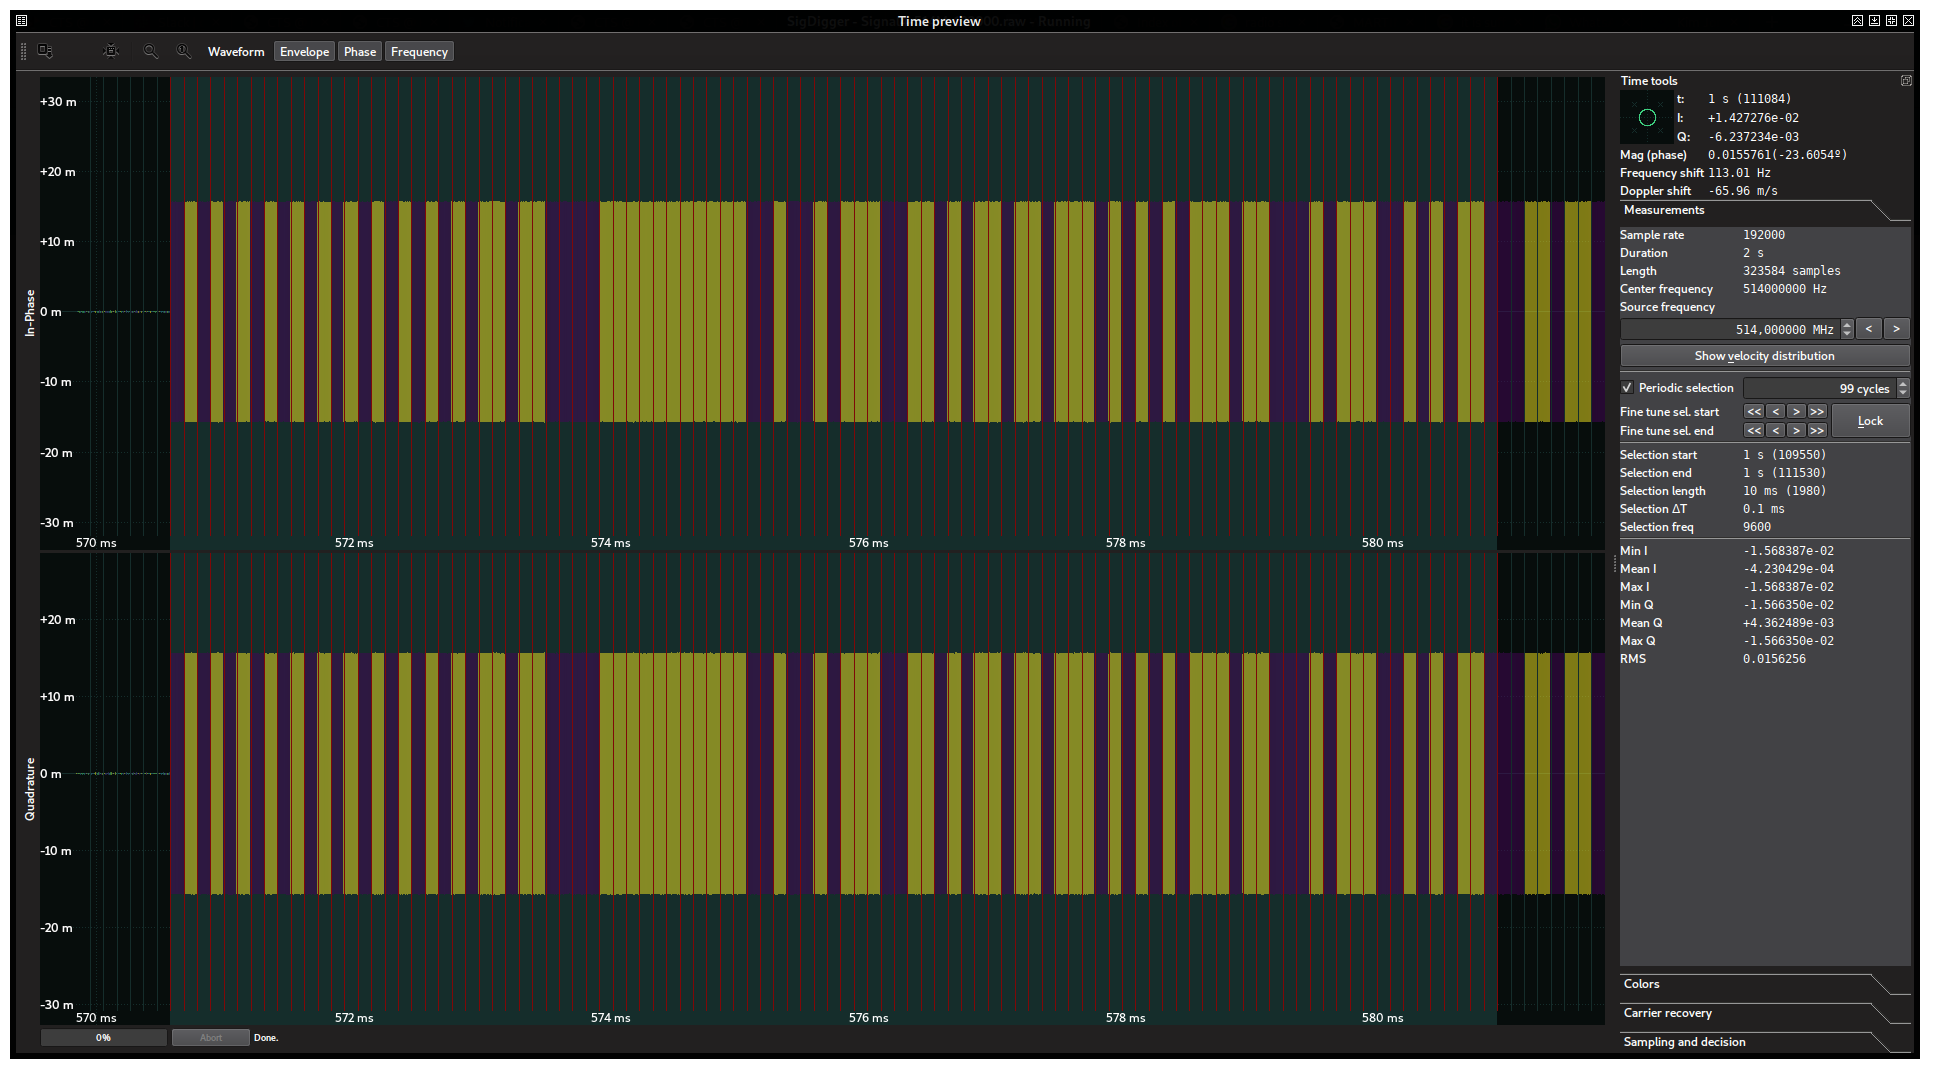 SigDigger - Signa
Time preview
00.raw - Running
Waveform
Envelope
Phase
Frequency
+30 m
+20 m
+10 m
0 m
-10 m
-20 m
-30 m
In-Phase
570 ms
572 ms
574 ms
576 ms
578 ms
580 ms
+20 m
+10 m
0 m
-10 m
-20 m
-30 m
Quadrature
570 ms
572 ms
574 ms
576 ms
578 ms
580 ms
0%
Abort
Done.
Time tools
t: 1 s (111084)
I: +1.427276e-02
Q: -6.237234e-03
Mag (phase) 0.0155761(-23.6054º)
Frequency shift 113.01 Hz
Doppler shift -65.96 m/s
Measurements
Sample rate 192000
Duration 2 s
Length 323584 samples
Center frequency 514000000 Hz
Source frequency
514,000000 MHz < >
Show velocity distribution
Periodic selection 99 cycles
Fine tune sel. start << < > >>
Fine tune sel. end << < > >>
Lock
Selection start 1 s (109550)
Selection end 1 s (111530)
Selection length 10 ms (1980)
Selection ΔT 0.1 ms
Selection freq 9600
Min I -1.568387e-02
Mean I -4.230429e-04
Max I -1.568387e-02
Min Q -1.566350e-02
Mean Q +4.362489e-03
Max Q -1.566350e-02
RMS 0.0156256
Colors
Carrier recovery
Sampling and decision